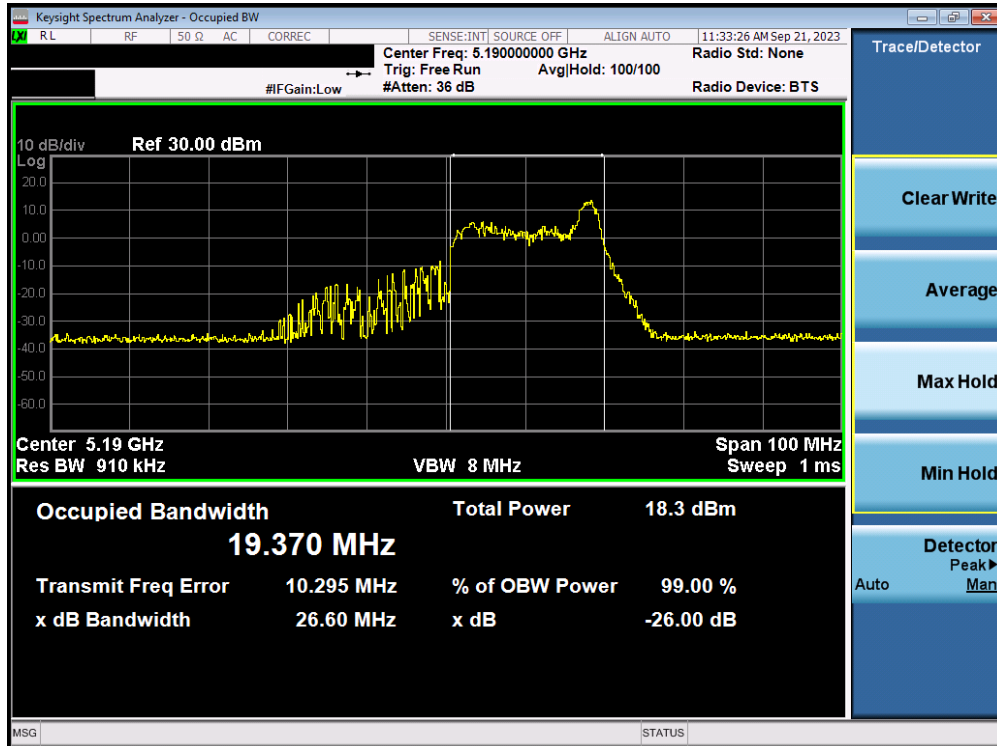 Keysight Spectrum Analyzer - Occupied BW
LXI RL RF 50 Ω AC CORREC SENSE:INT SOURCE OFF ALIGN AUTO 11:33:26 AM Sep 21, 2023
Center Freq: 5.190000000 GHz Radio Std: None
Trig: Free Run Avg|Hold: 100/100
#IFGain:Low #Atten: 36 dB Radio Device: BTS
Trace/Detector
10 dB/div Ref 30.00 dBm
Log
20.0
10.0
0.00
-10.0
-20.0
-30.0
-40.0
-50.0
-60.0
Center 5.19 GHz Span 100 MHz
Res BW 910 kHz VBW 8 MHz Sweep 1 ms
Occupied Bandwidth Total Power 18.3 dBm
19.370 MHz
Transmit Freq Error 10.295 MHz % of OBW Power 99.00 %
x dB Bandwidth 26.60 MHz x dB -26.00 dB
Clear Write
Average
Max Hold
Min Hold
Detector
Peak▶
Auto Man
MSG STATUS